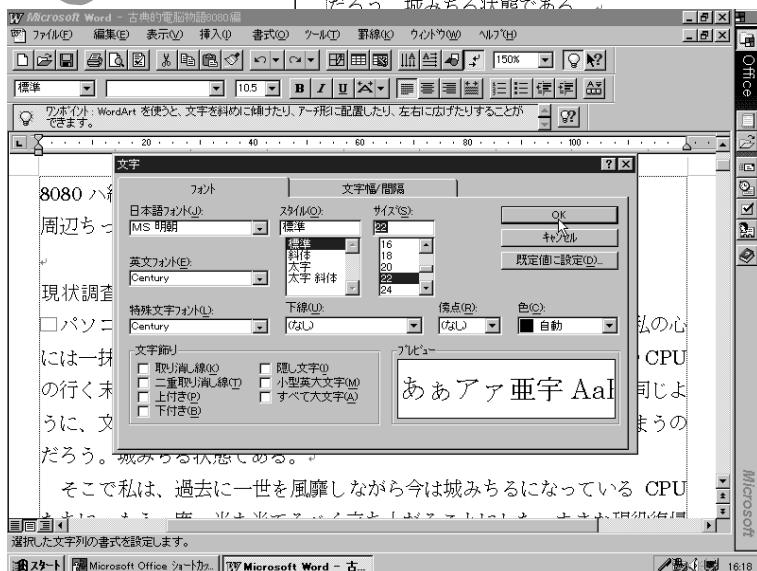 だろう。城みちる状態である。
Microsoft Word - 古典的電脳物語8080編
ファイル(F) 編集(E) 表示(V) 挿入(I) 書式(O) ツール(T) 罫線(K) ウィンドウ(W) ヘルプ(H)
150%
標準 10.5 B I U
ワンポイント: WordArt を使うと、文字を斜めに傾けたり、アーチ形に配置したり、左右に広げたりすることが
できます。
20 40 60 80 100
文字
フォント 文字幅/間隔
日本語フォント(J): スタイル(O): サイズ(S):
MS 明朝 標準 22
OK
キャンセル
既定値に設定(D)...
標準
斜体
太字
太字 斜体
16
18
20
22
24
英文フォント(E):
Century
特殊文字フォント(L): 下線(U): 傍点(R): 色(C):
Century (なし) (なし) 自動
文字飾り
取り消し線(K) 隠し文字(I)
二重取り消し線(T) 小型英大文字(M)
上付き(P) すべて大文字(A)
下付き(B)
プレビュー
あぁアァ亜宇 Aa
8080 ハ
周辺ちっ
現状調査
□パソコ 私の心
には一抹 CPU
の行く末 同じよ
うに、文 まうの
だろう。城みちる状態である。
そこで私は、過去に一世を風靡しながら今は城みちるになっている CPU
選択した文字列の書式を設定します。
スタート Microsoft Office ショートカッ... Microsoft Word - 古... 16:18
Office
Microsoft